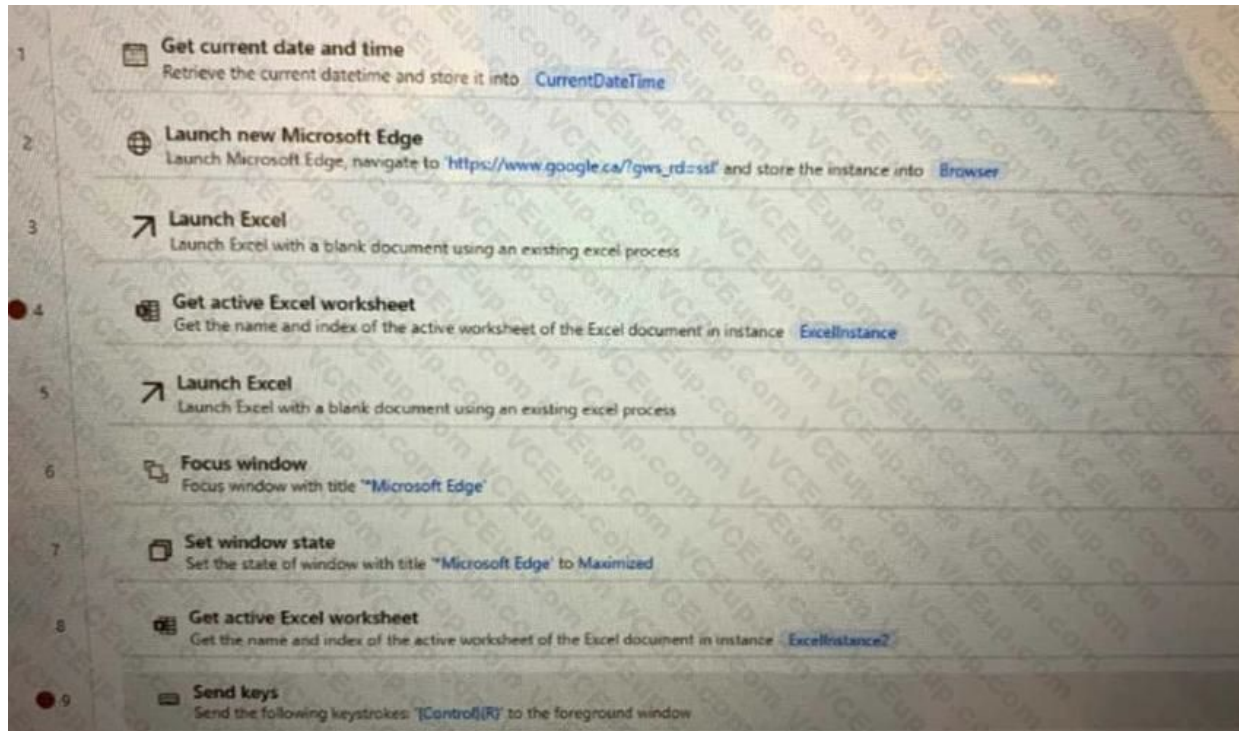 1
Get current date and time
Retrieve the current datetime and store it into CurrentDateTime
2
Launch new Microsoft Edge
Launch Microsoft Edge, navigate to 'https://www.google.ca/?gws_rd=ssl' and store the instance into Browser
3
Launch Excel
Launch Excel with a blank document using an existing excel process
4
Get active Excel worksheet
Get the name and index of the active worksheet of the Excel document in instance ExcelInstance
5
Launch Excel
Launch Excel with a blank document using an existing excel process
6
Focus window
Focus window with title '*Microsoft Edge'
7
Set window state
Set the state of window with title '*Microsoft Edge' to Maximized
8
Get active Excel worksheet
Get the name and index of the active worksheet of the Excel document in instance ExcelInstance2
9
Send keys
Send the following keystrokes: '{Control}(R)' to the foreground window
VCEup.com